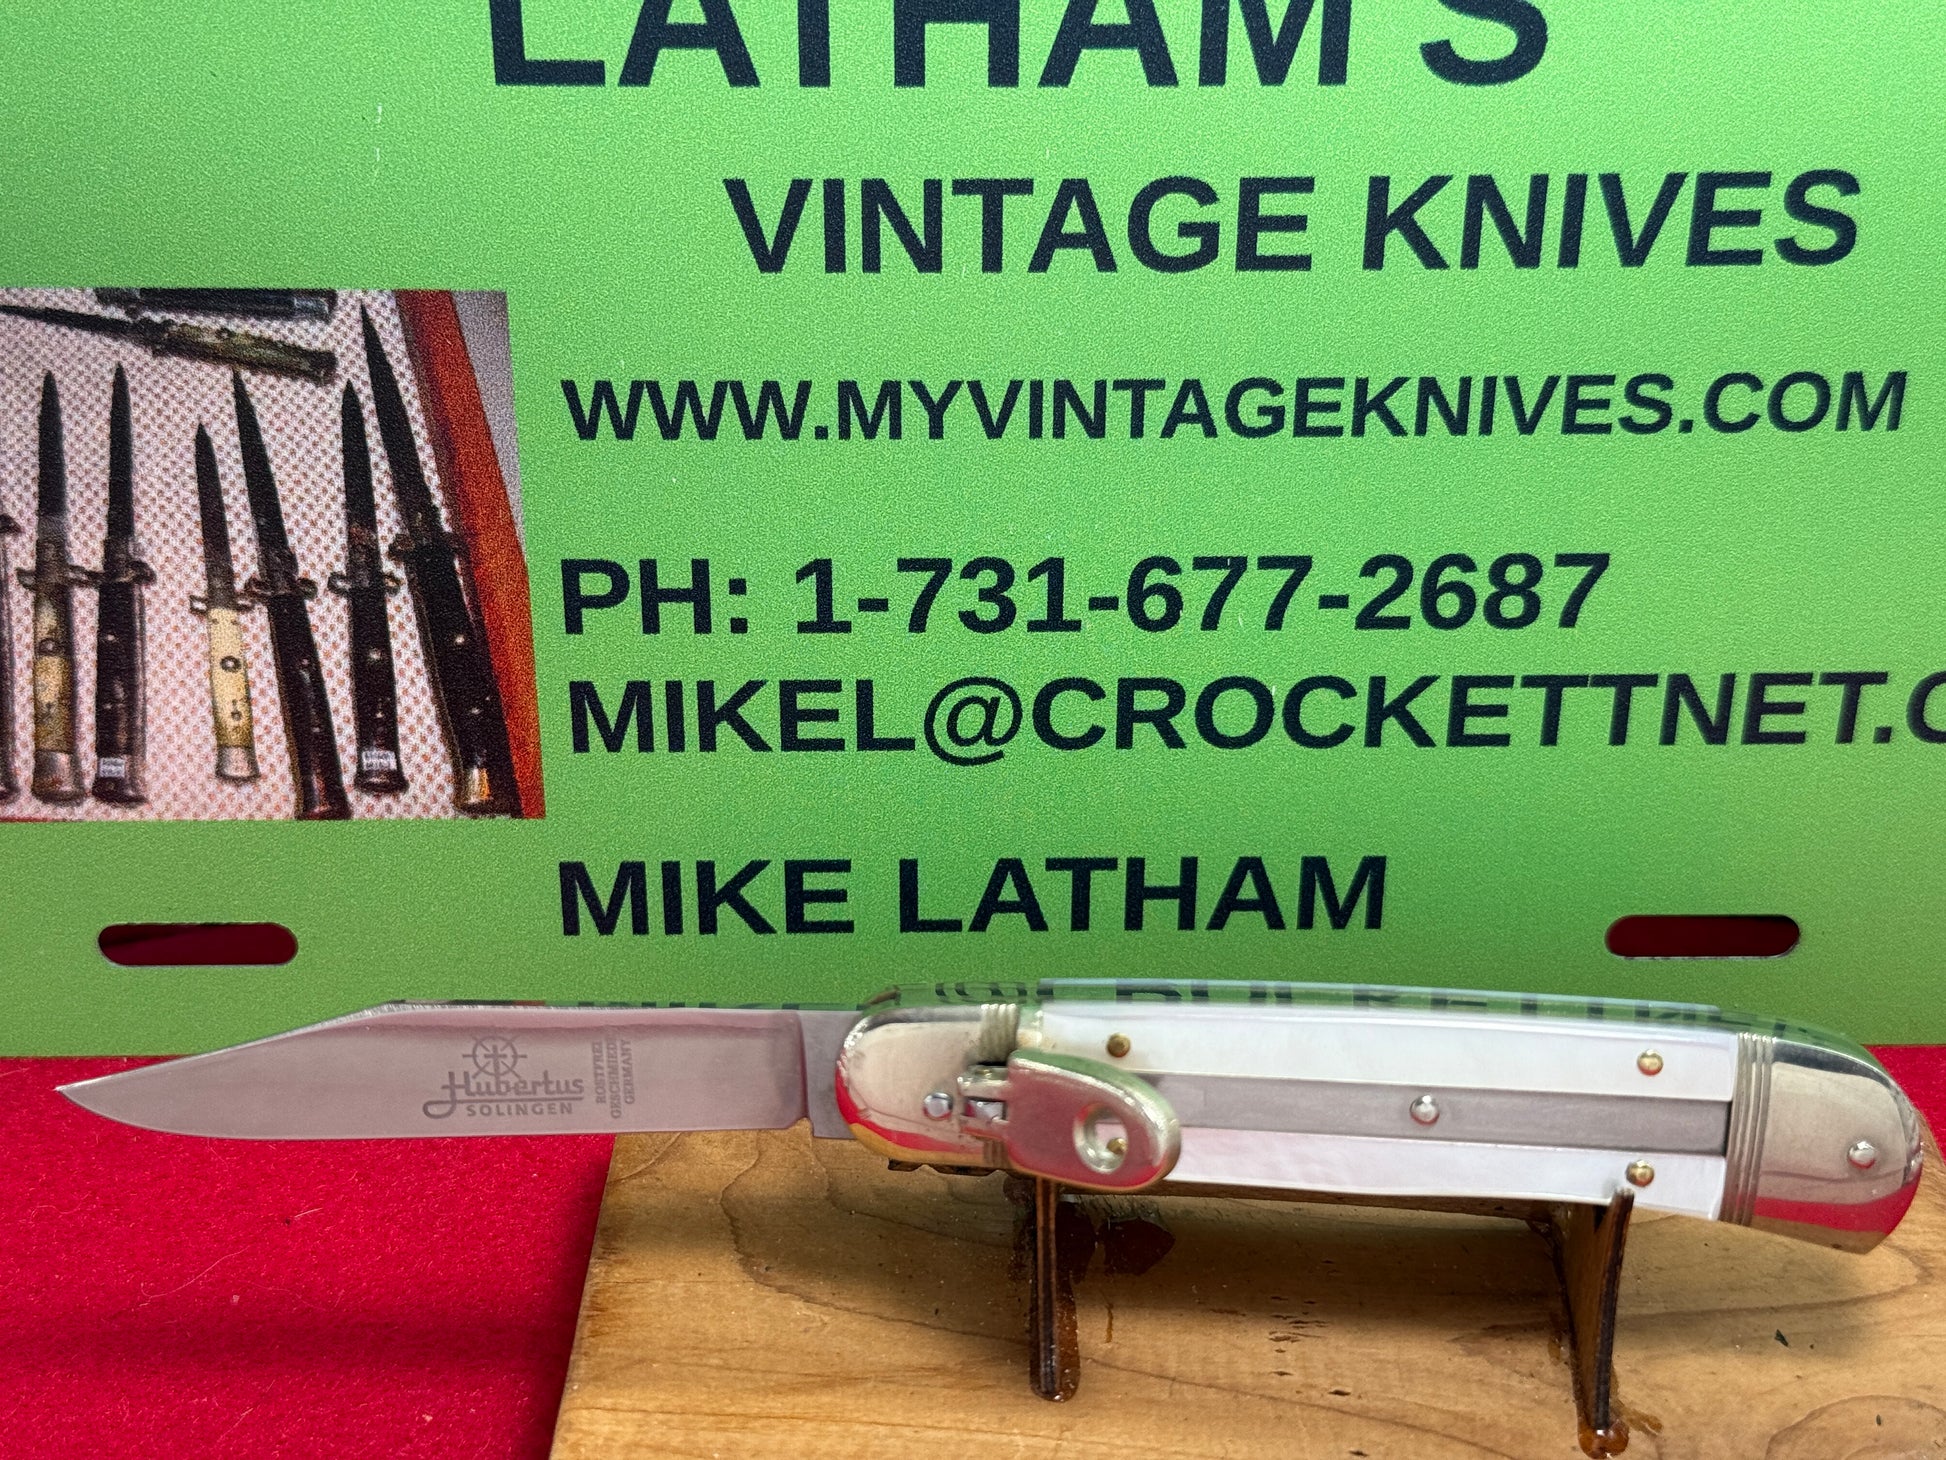 LATHAM'S
VINTAGE KNIVES
WWW.MYVINTAGEKNIVES.COM
PH: 1-731-677-2687
MIKEL@CROCKETTNET.C
MIKE LATHAM
Hubertus
SOLINGEN
ROSTFREI
GESCHMIEDET
GERMANY